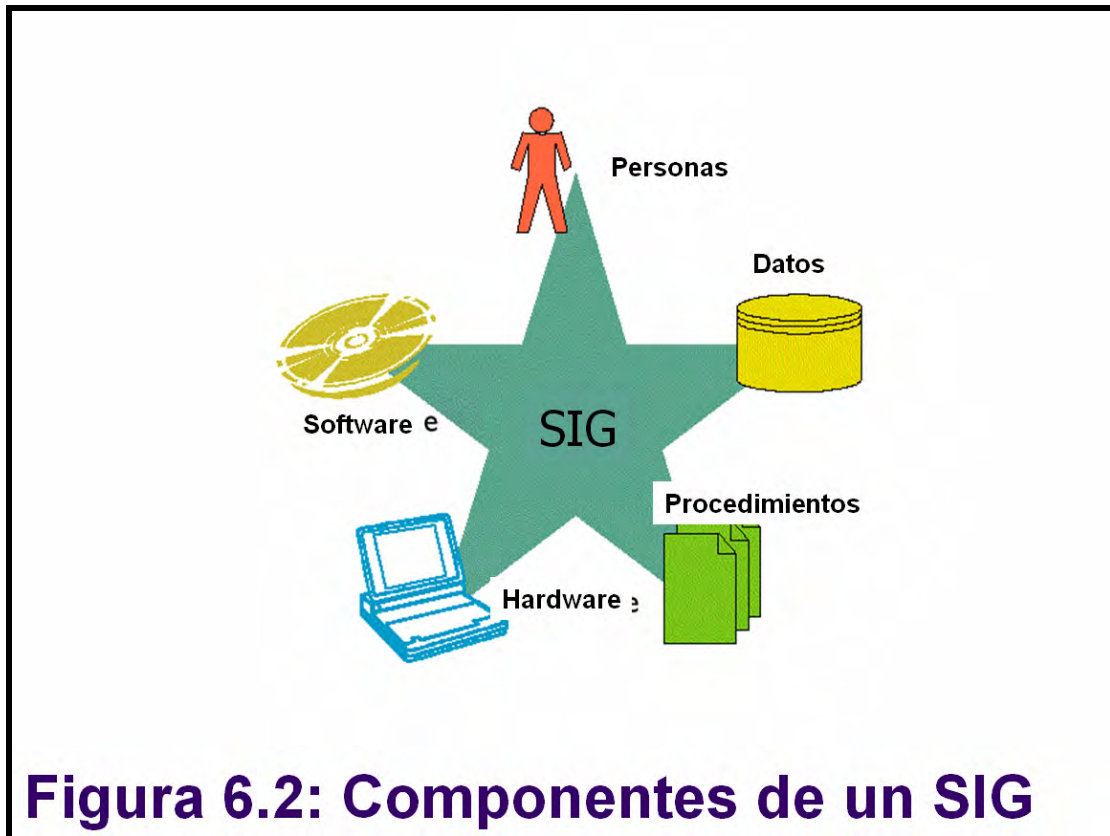 Personas
Datos
Software e
SIG
Procedimientos
Hardware e
Figura 6.2: Componentes de un SIG